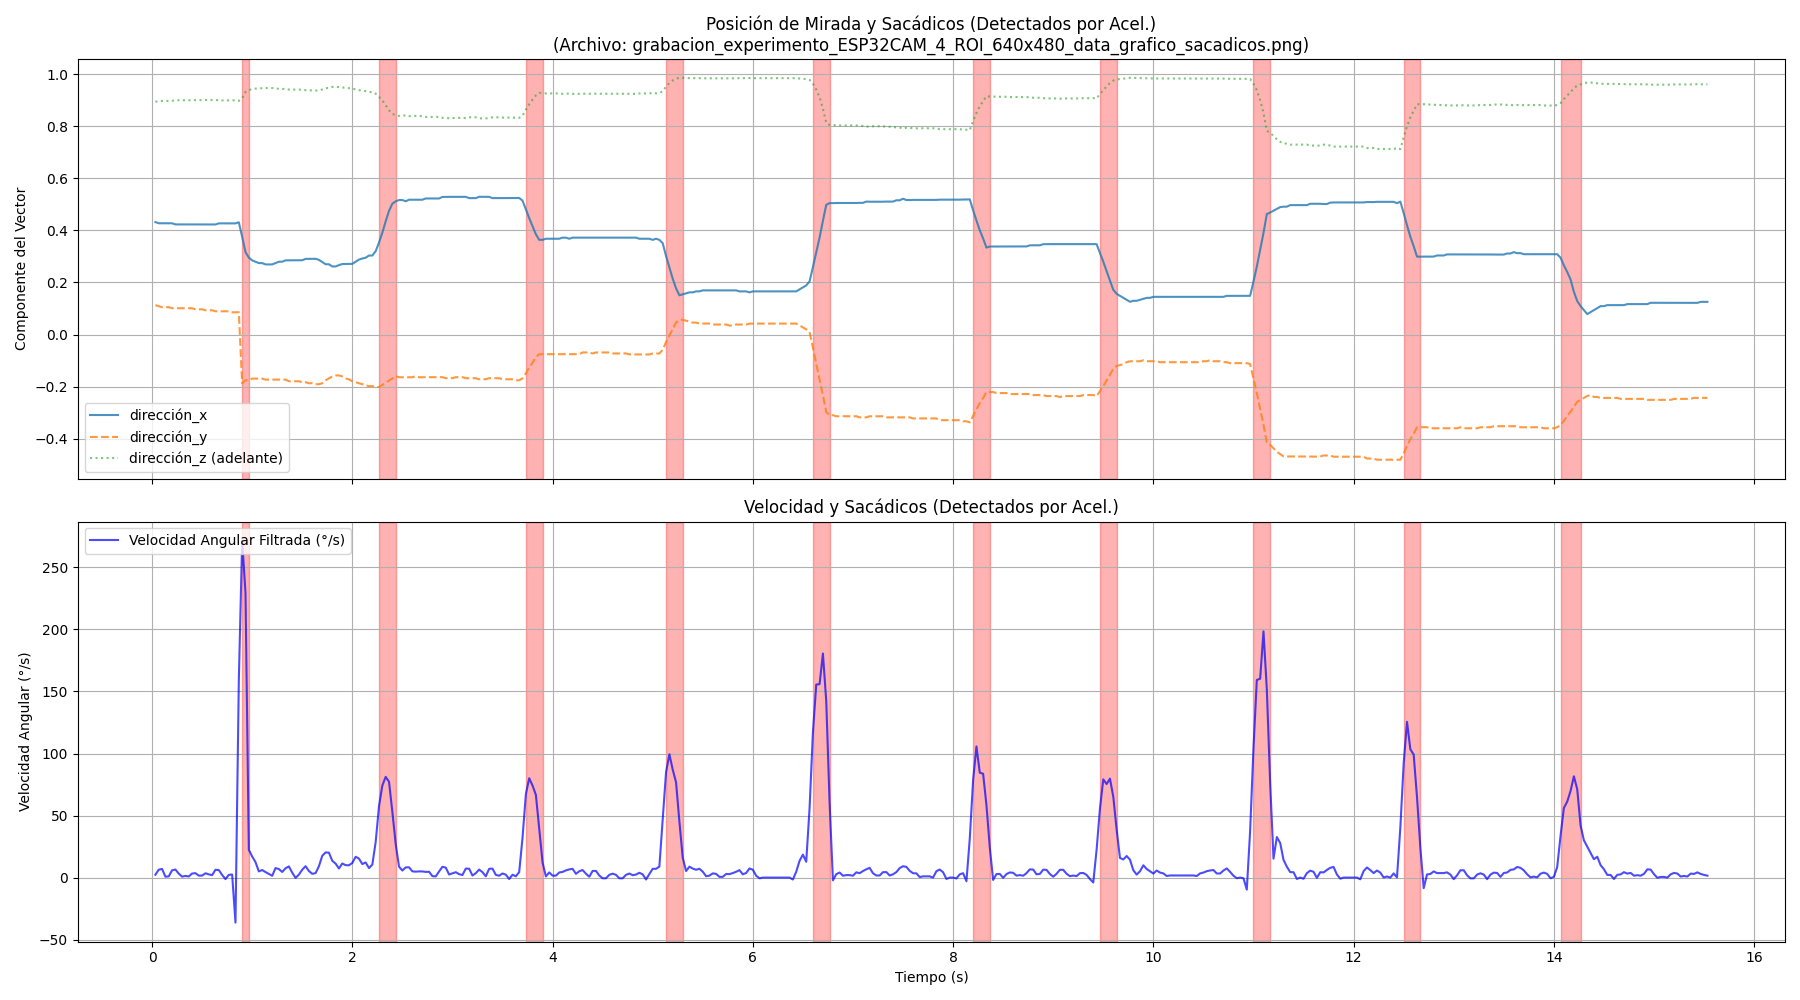 Posición de Mirada y Sacádicos (Detectados por Acel.)
(Archivo: grabacion_experimento_ESP32CAM_4_ROI_640x480_data_grafico_sacadicos.png)
Componente del Vector
1.0
0.8
0.6
0.4
0.2
0.0
−0.2
−0.4
dirección_x
dirección_y
dirección_z (adelante)
Velocidad y Sacádicos (Detectados por Acel.)
Velocidad Angular (°/s)
Velocidad Angular Filtrada (°/s)
250
200
150
100
50
0
−50
0 2 4 6 8 10 12 14 16
Tiempo (s)